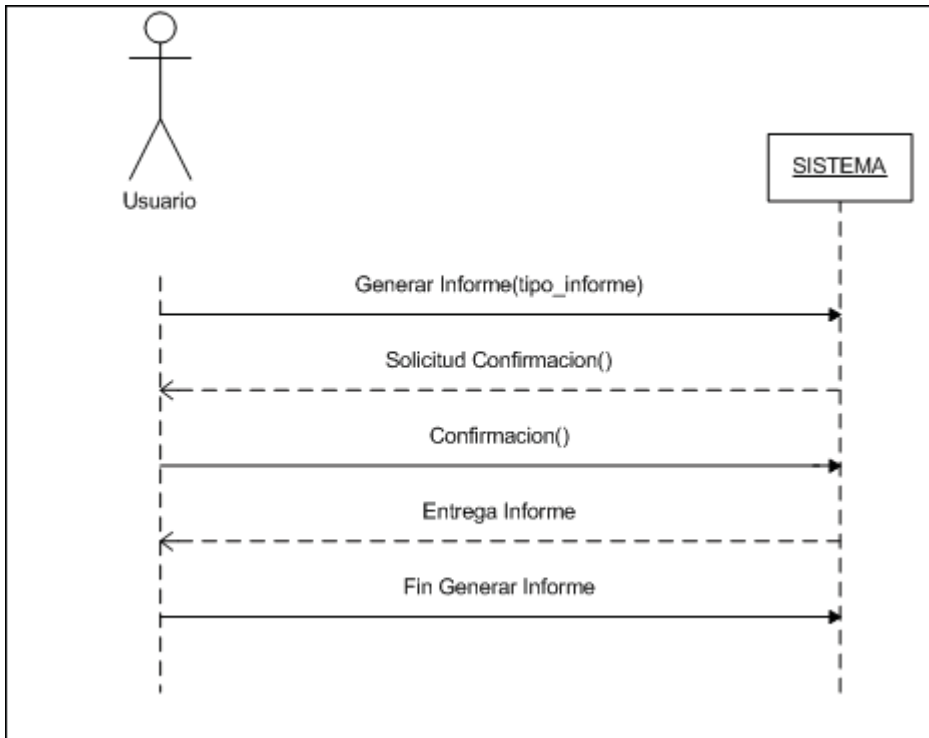 Usuario
SISTEMA
Generar Informe(tipo_informe)
Solicitud Confirmacion()
Confirmacion()
Entrega Informe
Fin Generar Informe